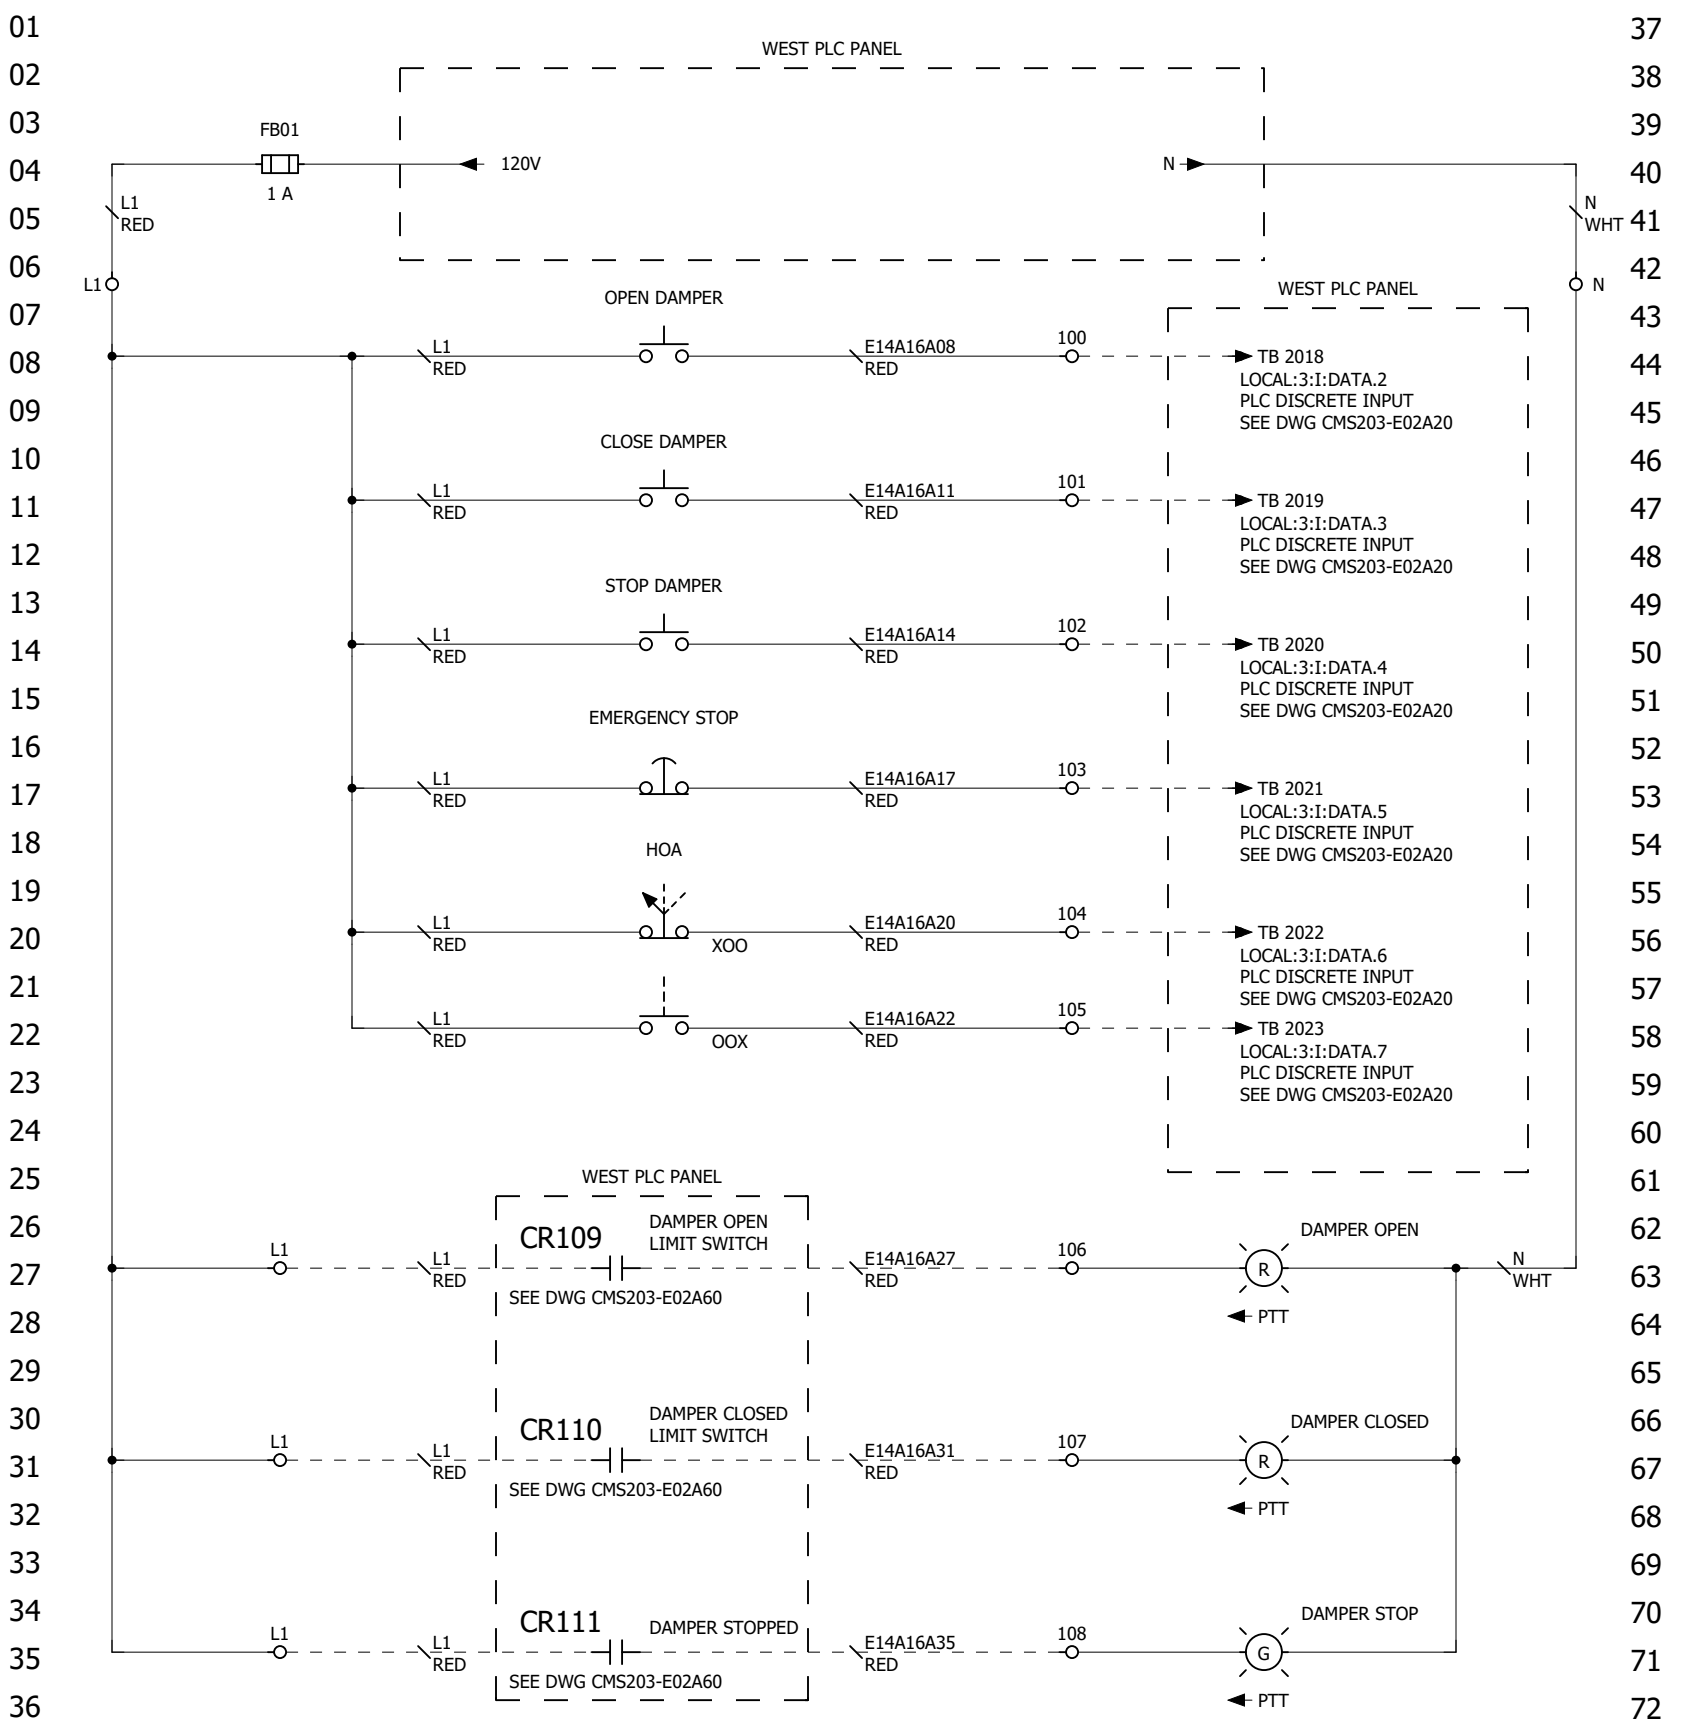 01
37
WEST PLC PANEL
02
38
03
39
FB01
120V
N
04
40
1 A
L1
RED
N
WHT
05
41
06
42
L1
N
WEST PLC PANEL
OPEN DAMPER
07
43
L1
RED
E14A16A08
RED
100
TB 2018
08
44
LOCAL:3:I:DATA.2
PLC DISCRETE INPUT
SEE DWG CMS203-E02A20
09
45
CLOSE DAMPER
10
46
L1
RED
E14A16A11
RED
101
TB 2019
11
47
LOCAL:3:I:DATA.3
PLC DISCRETE INPUT
SEE DWG CMS203-E02A20
12
48
STOP DAMPER
13
49
L1
RED
E14A16A14
RED
102
TB 2020
14
50
LOCAL:3:I:DATA.4
PLC DISCRETE INPUT
SEE DWG CMS203-E02A20
15
51
EMERGENCY STOP
16
52
L1
RED
E14A16A17
RED
103
TB 2021
17
53
LOCAL:3:I:DATA.5
PLC DISCRETE INPUT
SEE DWG CMS203-E02A20
18
54
HOA
19
55
L1
RED
XOO
E14A16A20
RED
104
TB 2022
20
56
LOCAL:3:I:DATA.6
PLC DISCRETE INPUT
SEE DWG CMS203-E02A20
21
57
L1
RED
OOX
E14A16A22
RED
105
TB 2023
22
58
LOCAL:3:I:DATA.7
PLC DISCRETE INPUT
SEE DWG CMS203-E02A20
23
59
24
60
25
61
WEST PLC PANEL
26
62
CR109
DAMPER OPEN
LIMIT SWITCH
DAMPER OPEN
L1
L1
RED
E14A16A27
RED
106
R
N
WHT
27
63
SEE DWG CMS203-E02A60
PTT
28
64
29
65
30
66
CR110
DAMPER CLOSED
LIMIT SWITCH
DAMPER CLOSED
L1
L1
RED
E14A16A31
RED
107
R
31
67
SEE DWG CMS203-E02A60
PTT
32
68
33
69
34
70
CR111
DAMPER STOPPED
DAMPER STOP
L1
L1
RED
E14A16A35
RED
108
G
35
71
SEE DWG CMS203-E02A60
PTT
36
72